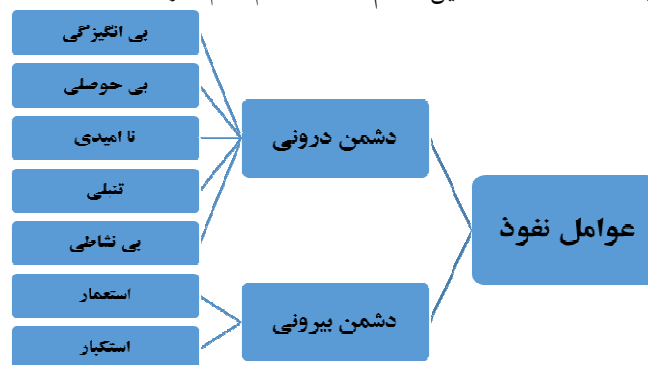 عوامل نفوذ
دشمن درونی
بی انگیزگی
بی حوصلی
نا امیدی
تنبلی
بی نشاطی
دشمن بیرونی
استعمار
استکبار